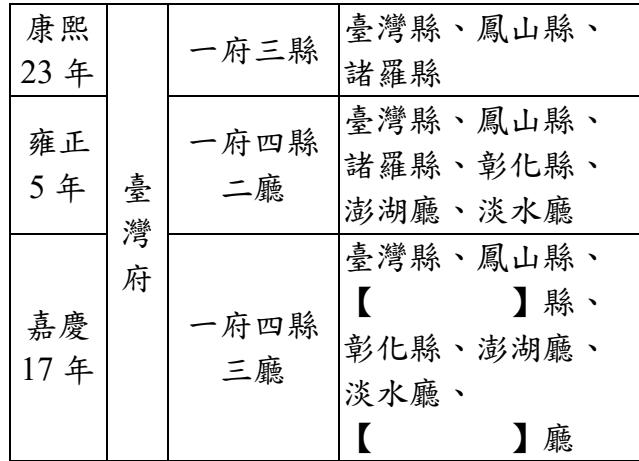 康熙
23 年
臺
灣
府
一府三縣
臺灣縣、鳳山縣、
諸羅縣
雍正
5 年
一府四縣
二廳
臺灣縣、鳳山縣、
諸羅縣、彰化縣、
澎湖廳、淡水廳
嘉慶
17 年
一府四縣
三廳
臺灣縣、鳳山縣、
【　　　　】縣、
彰化縣、澎湖廳、
淡水廳、
【　　　　】廳